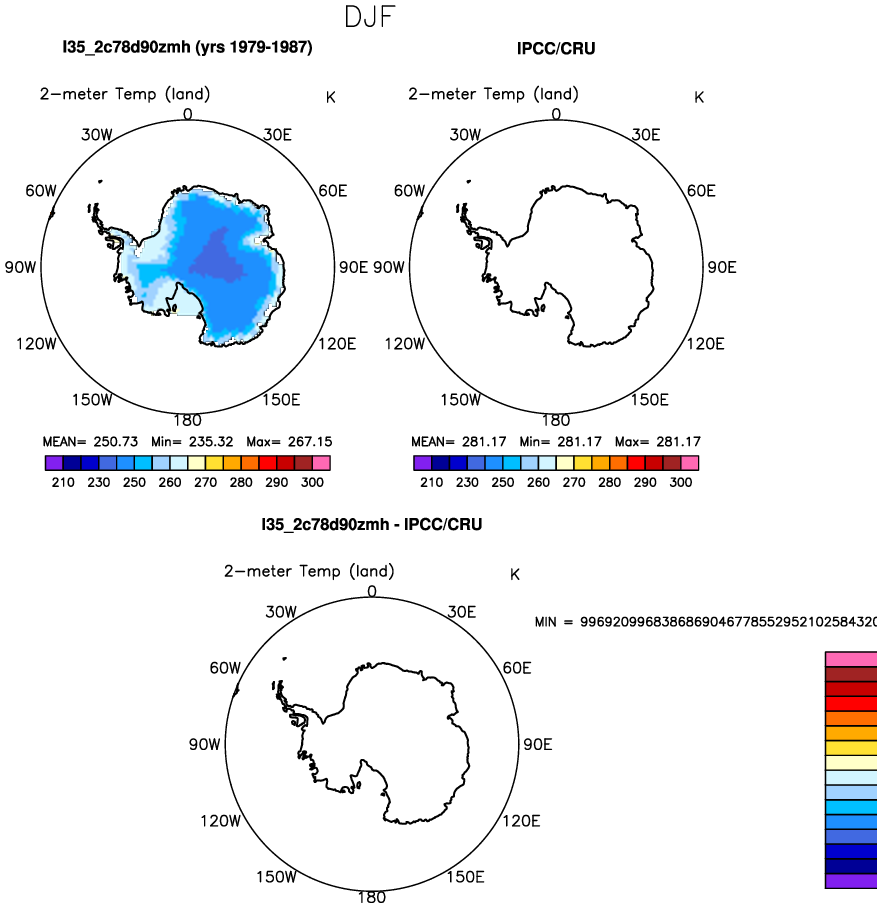 DJF
I35_2c78d90zmh (yrs 1979-1987)
IPCC/CRU
2-meter Temp (land)
K
2-meter Temp (land)
K
0
30W
30E
60W
60E
90W
90E
120W
120E
150W
150E
180
0
30W
30E
60W
60E
90W
90E
120W
120E
150W
150E
180
MEAN= 250.73 Min= 235.32 Max= 267.15
MEAN= 281.17 Min= 281.17 Max= 281.17
210 230 250 260 270 280 290 300
210 230 250 260 270 280 290 300
I35_2c78d90zmh - IPCC/CRU
2-meter Temp (land)
K
0
30W
30E
MIN = 9969209968386869046778552952102584320
60W
60E
90W
90E
120W
120E
150W
150E
180